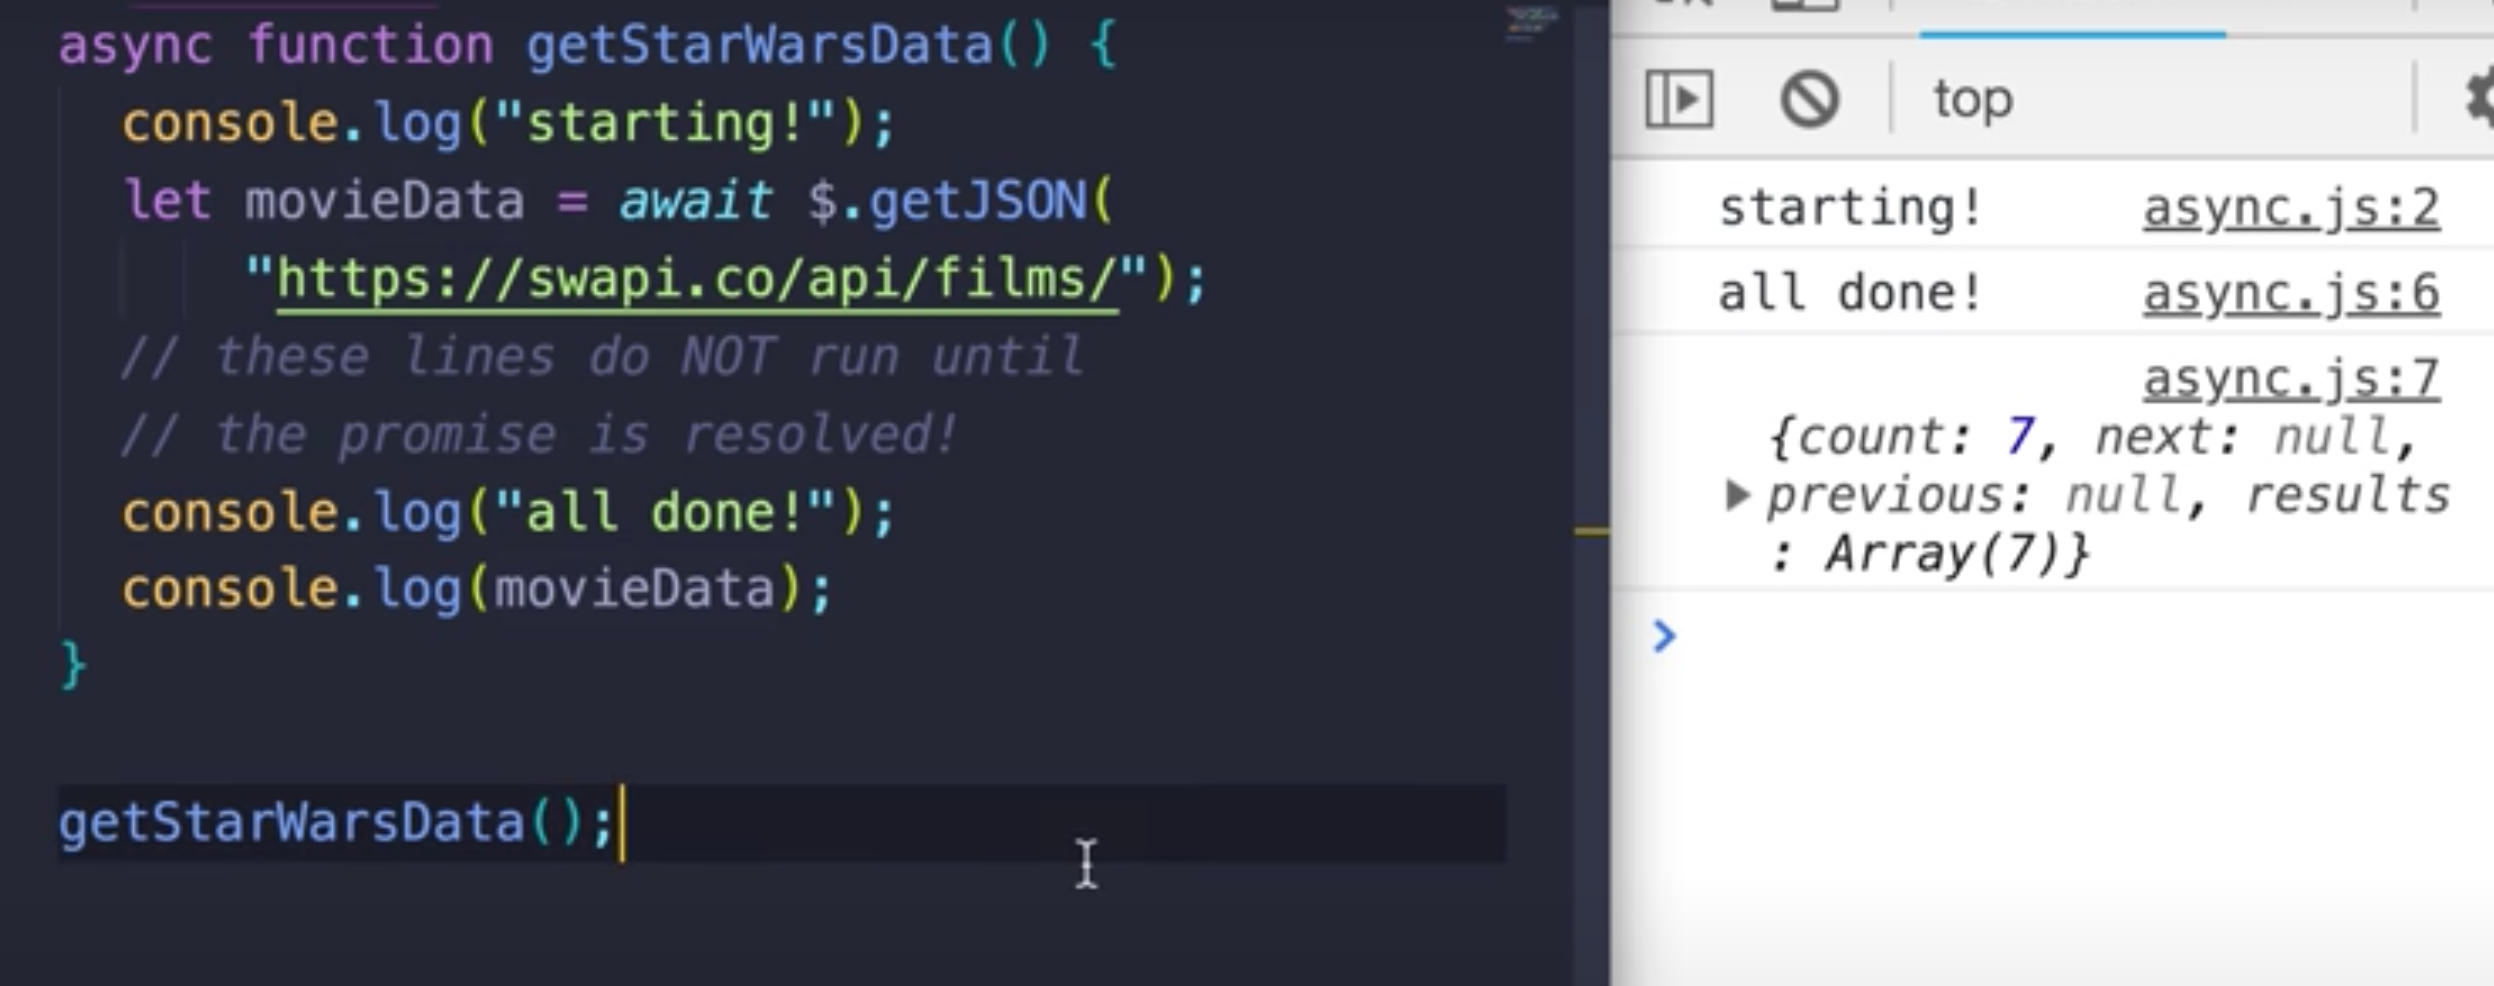 async function getStarWarsData() {
console.log("starting!");
let movieData = await $.getJSON(
"https://swapi.co/api/films/");
// these lines do NOT run until
// the promise is resolved!
console.log("all done!");
console.log(movieData);
}
getStarWarsData();
top
starting! async.js:2
all done! async.js:6
async.js:7
{count: 7, next: null,
previous: null, results
: Array(7)}